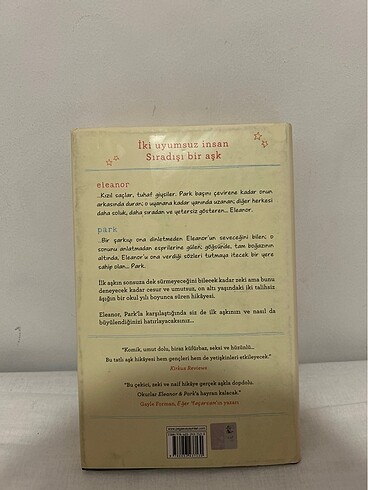 İki uyumsuz insan
Sıradışı bir aşk
eleanor
...Kızıl saçlar, tuhaf giysiler. Park başını çevirene kadar onun
arkasında duran; o uyanana kadar yanında uzanan; diğer herkesi
daha soluk, daha sıradan ve yetersiz gösteren... Eleanor.
park
...Bir şarkıyı ona dinletmeden Eleanor'un seveceğini bilen; o
sonunu anlatmadan esprilerine gülen; göğsünde, tam boğazının
altında, Eleanor'u ona verdiği sözleri tutmaya itecek bir yere
sahip olan... Park.
İlk aşkın sonsuza dek sürmeyeceğini bilecek kadar zeki ama bunu
deneyecek kadar cesur ve umutsuz, on altı yaşındaki iki talihsiz
âşığın bir okul yılı boyunca süren hikâyesi.
Eleanor, Park'la karşılaştığında siz de ilk aşkınızı ve nasıl da
büyülendiğinizi hatırlayacaksınız...
"Komik, umut dolu, biraz küfürbaz, seksi ve hüzünlü...
Bu tatlı aşk hikâyesi hem gençleri hem de yetişkinleri etkileyecek."
Kirkus Reviews
"Bu çekici, zeki ve naif hikâye gerçek aşkla dopdolu.
Okurlar Eleanor & Park'a hayran kalacak."
Gayle Forman, Eğer Yaşarsam'ın yazarı